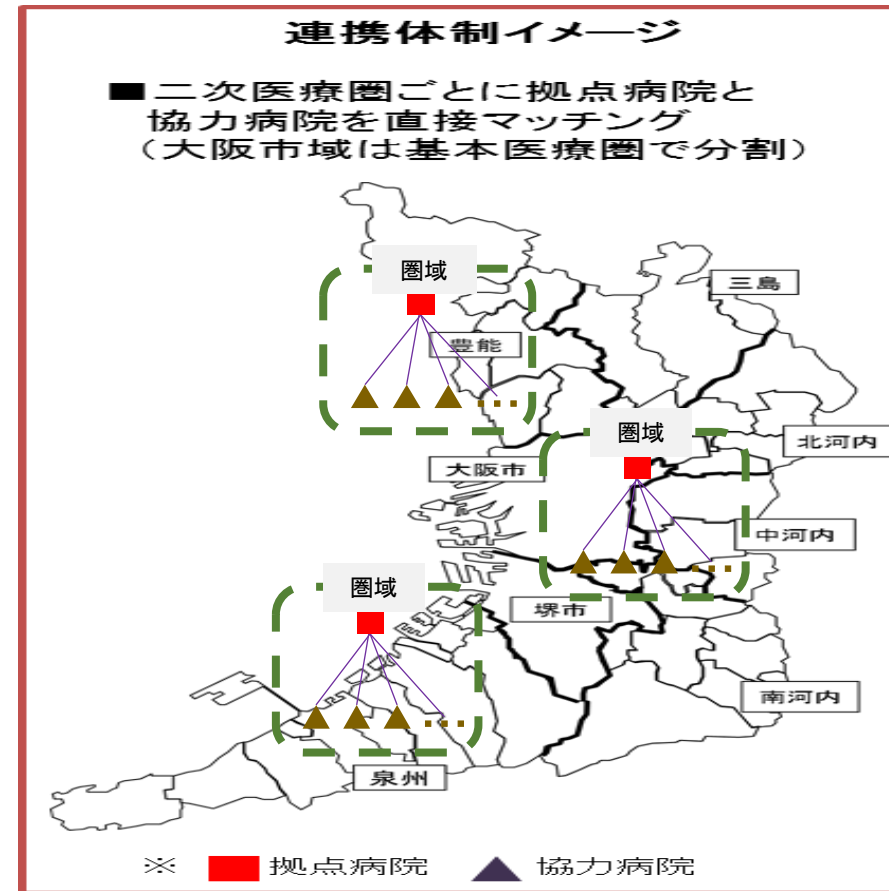 連携体制イメージ
■二次医療圏ごとに拠点病院と
協力病院を直接マッチング
（大阪市域は基本医療圏で分割）
圏域
三島
豊能
圏域
北河内
大阪市
中河内
圏域
堺市
南河内
泉州
※ 拠点病院 協力病院